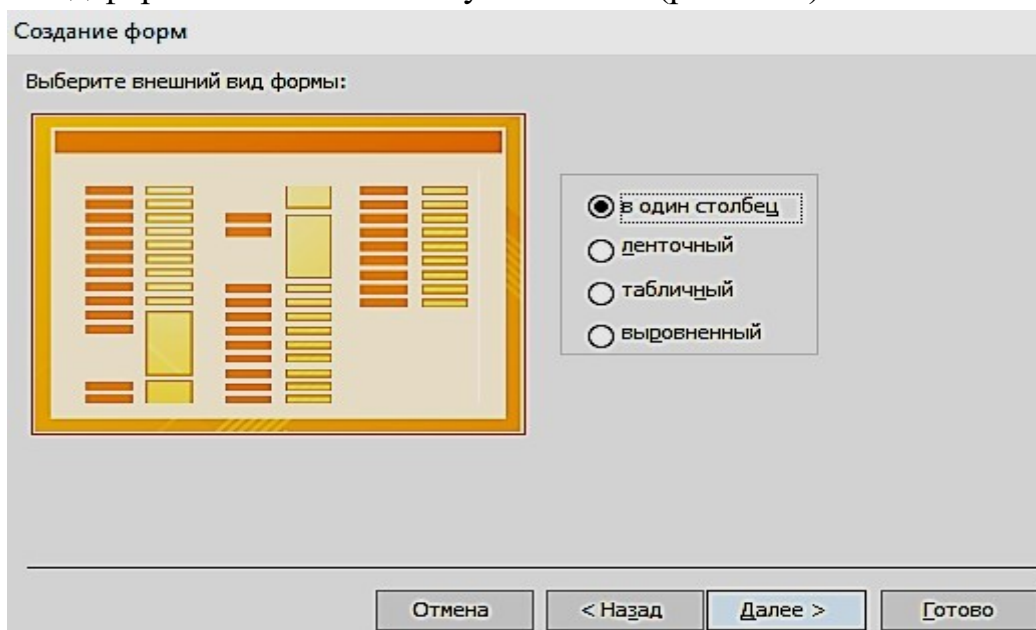 Создание форм
Выберите внешний вид формы:
в один столбец
ленточный
табличный
выровненный
Отмена
< Назад
Далее >
Готово